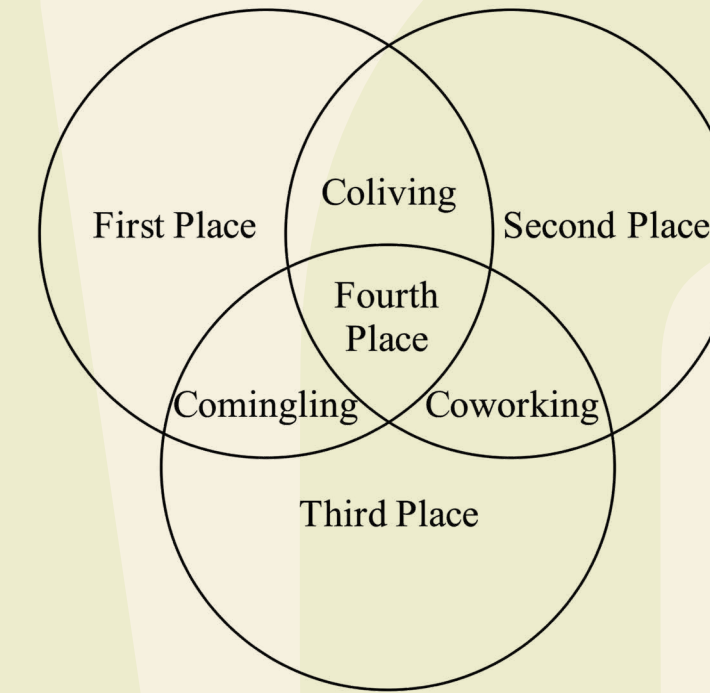 Coliving
First Place
Second Place
Fourth
Place
Comingling
Coworking
Third Place